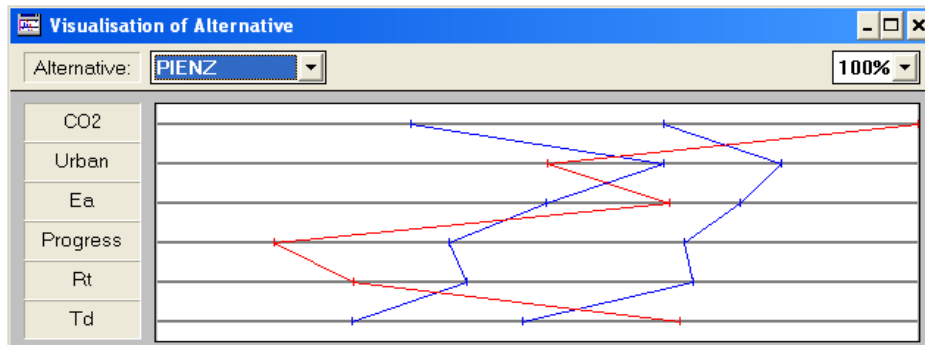 Visualisation of Alternative
Alternative: PIENZ 100%
CO2
Urban
Ea
Progress
Rt
Td